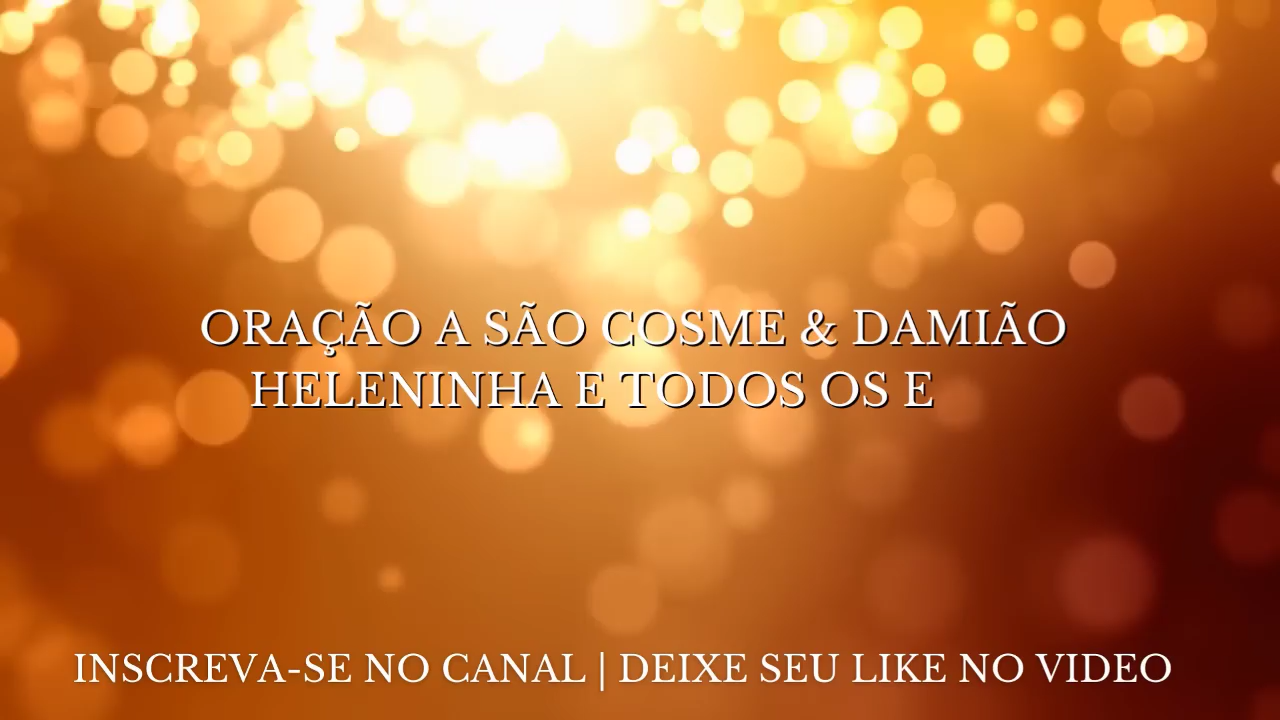 ORAÇÃO A SÃO COSME & DAMIÃO
HELENINHA E TODOS OS E
INSCREVA-SE NO CANAL | DEIXE SEU LIKE NO VIDEO